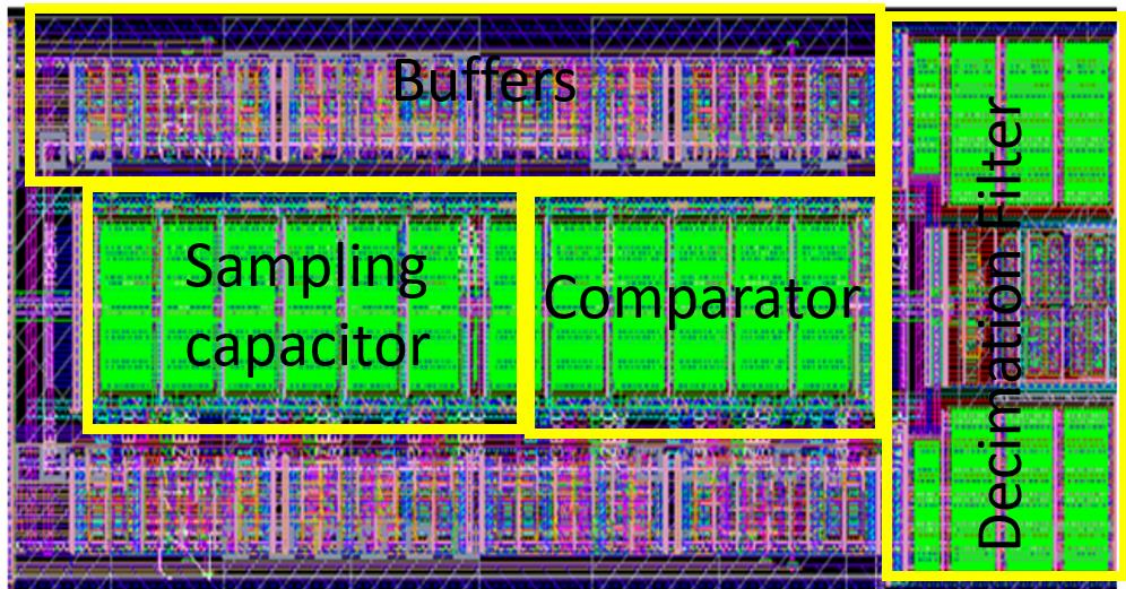 Buffers
Sampling
capacitor
Comparator
Decimation Filter